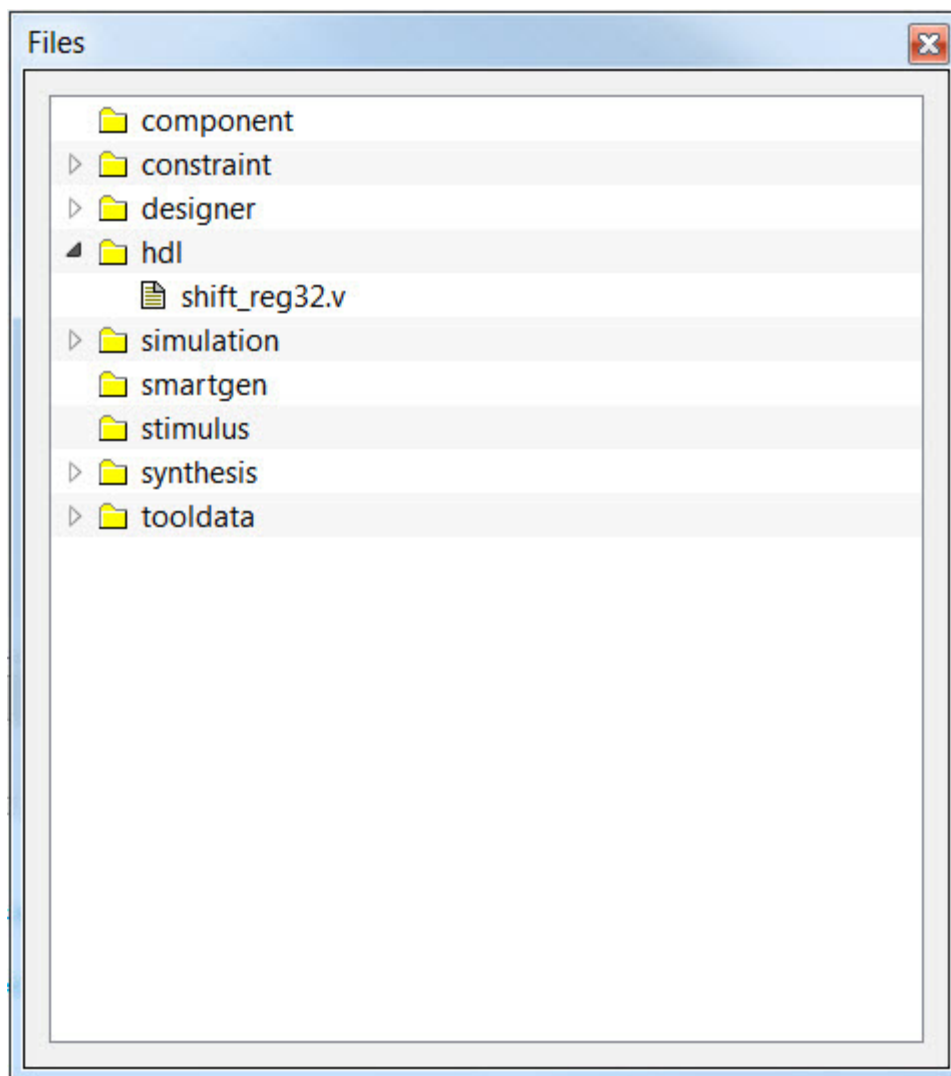 Files
component
constraint
designer
hdl
shift_reg32.v
simulation
smartgen
stimulus
synthesis
tooldata